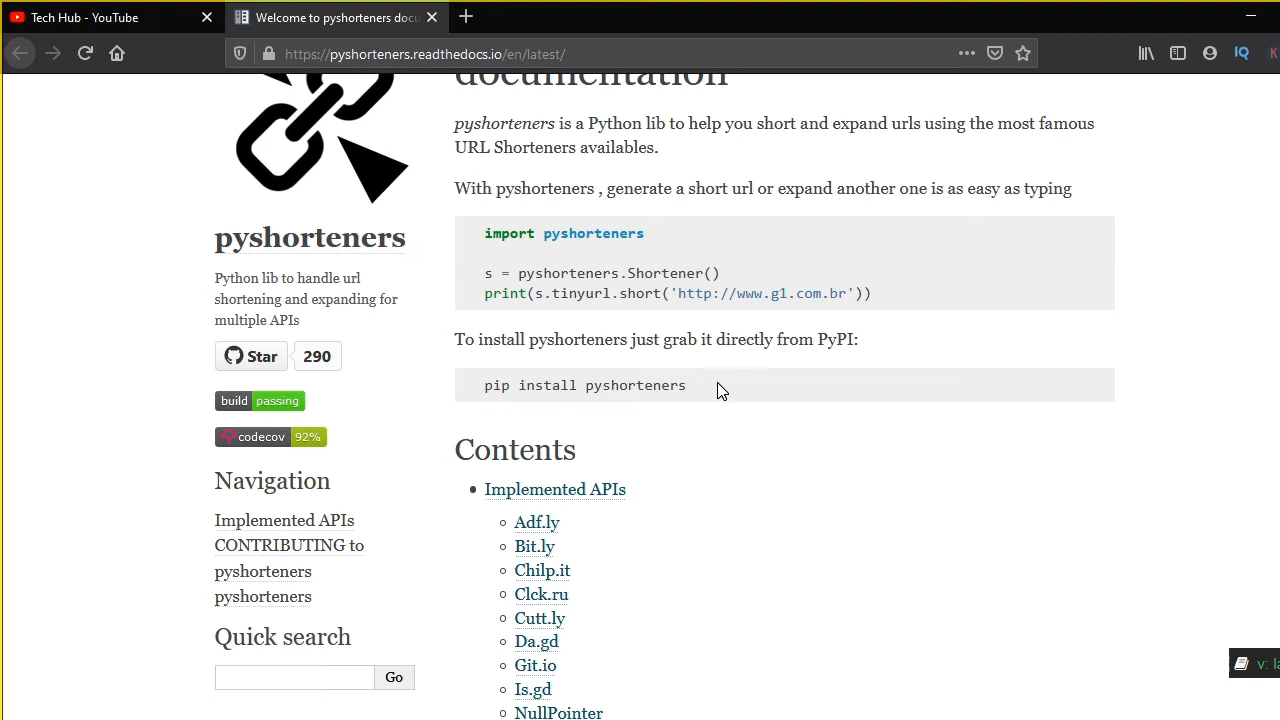 Tech Hub - YouTube
Welcome to pyshorteners docu
https://pyshorteners.readthedocs.io/en/latest/
IQ
K
documentation
pyshorteners is a Python lib to help you short and expand urls using the most famous
URL Shorteners availables.
With pyshorteners , generate a short url or expand another one is as easy as typing
import pyshorteners
s = pyshorteners.Shortener()
print(s.tinyurl.short('http://www.g1.com.br'))
To install pyshorteners just grab it directly from PyPI:
pip install pyshorteners
Contents
Implemented APIs
Adf.ly
Bit.ly
Chilp.it
Clck.ru
Cutt.ly
Da.gd
Git.io
Is.gd
NullPointer
pyshorteners
Python lib to handle url
shortening and expanding for
multiple APIs
Star 290
build passing
codecov 92%
Navigation
Implemented APIs
CONTRIBUTING to
pyshorteners
pyshorteners
Quick search
Go
v: la